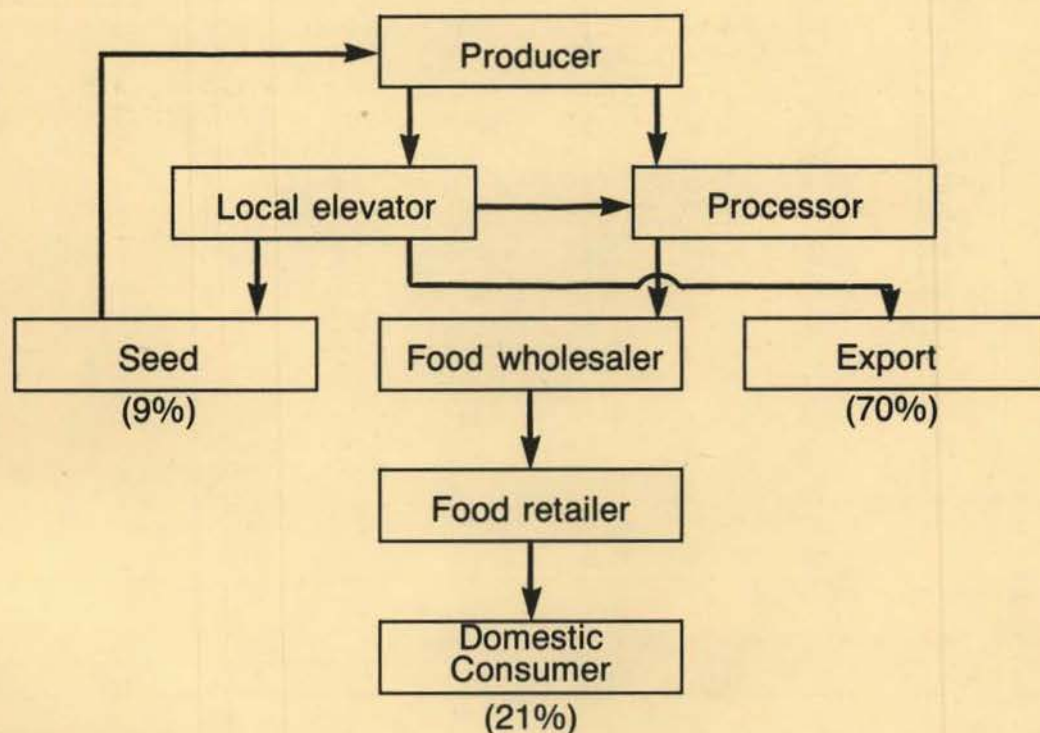 Producer
Local elevator
Processor
Seed
(9%)
Food wholesaler
Export
(70%)
Food retailer
Domestic
Consumer
(21%)